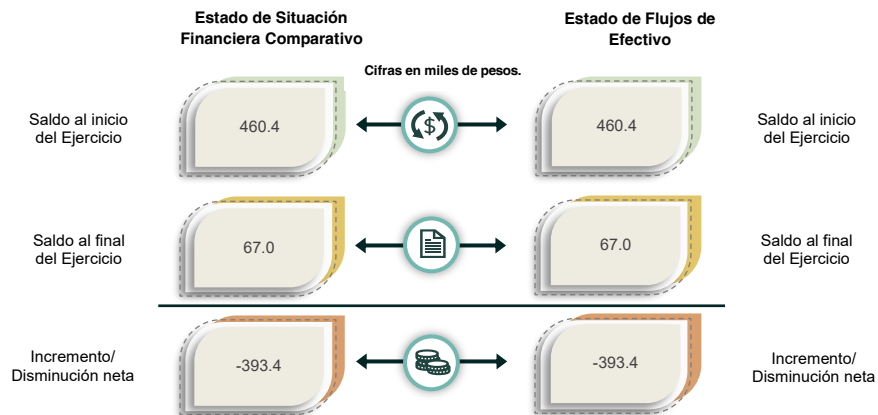 Estado de Situación
Financiera Comparativo
Estado de Flujos de
Efectivo
Cifras en miles de pesos.
Saldo al inicio
del Ejercicio
460.4
$
460.4
Saldo al inicio
del Ejercicio
Saldo al final
del Ejercicio
67.0
67.0
Saldo al final
del Ejercicio
Incremento/
Disminución neta
-393.4
-393.4
Incremento/
Disminución neta